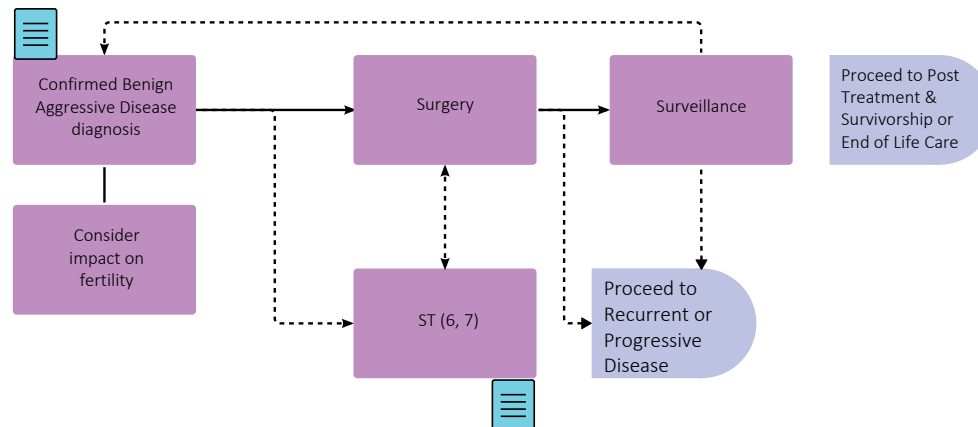 Confirmed Benign
Aggressive Disease
diagnosis
Surgery
Surveillance
Proceed to Post
Treatment &
Survivorship or
End of Life Care
Consider
impact on
fertility
ST (6, 7)
Proceed to
Recurrent or
Progressive
Disease